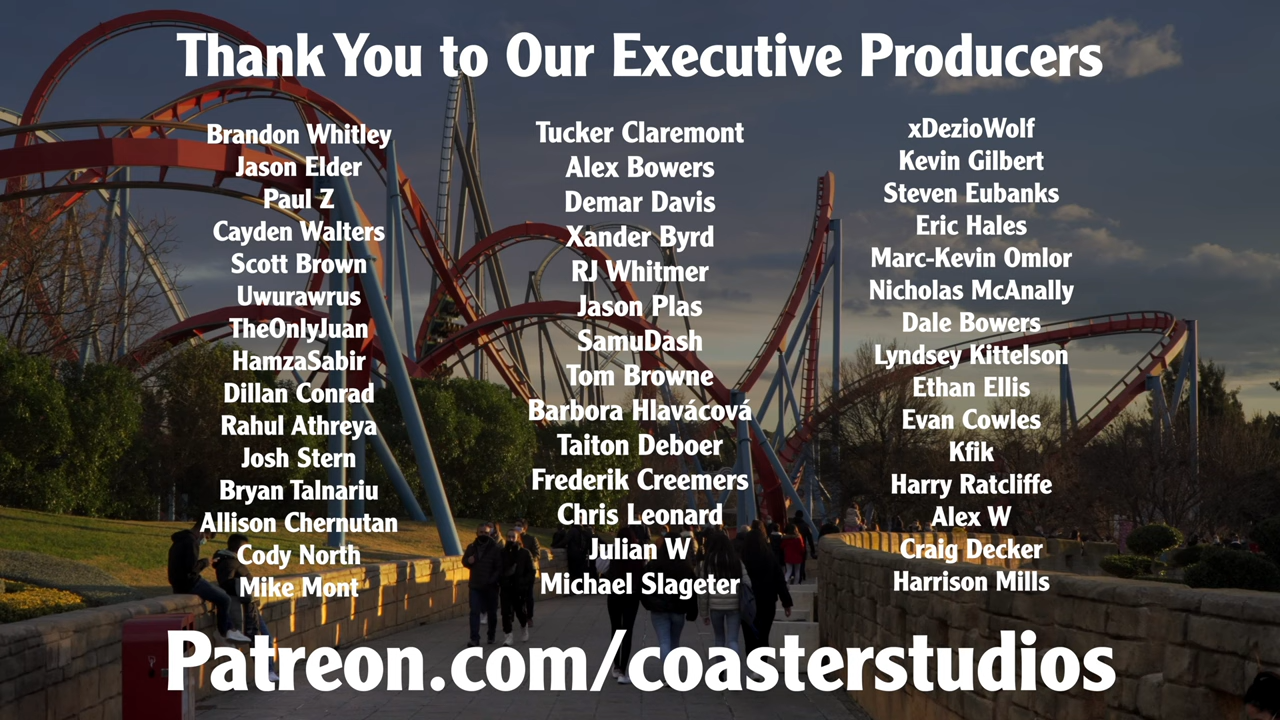 Thank You to Our Executive Producers
Brandon Whitley
Jason Elder
Paul Z
Cayden Walters
Scott Brown
Uwurawrus
TheOnlyJuan
HamzaSabir
Dillan Conrad
Rahul Athreya
Josh Stern
Bryan Talnariu
Allison Chernutan
Cody North
Mike Mont
Tucker Claremont
Alex Bowers
Demar Davis
Xander Byrd
RJ Whitmer
Jason Plas
SamuDash
Tom Browne
Barbora Hlavácová
Taiton Deboer
Frederik Creemers
Chris Leonard
Julian W
Michael Slageter
xDezioWolf
Kevin Gilbert
Steven Eubanks
Eric Hales
Marc-Kevin Omlor
Nicholas McAnally
Dale Bowers
Lyndsey Kittelson
Ethan Ellis
Evan Cowles
Kfik
Harry Ratcliffe
Alex W
Craig Decker
Harrison Mills
Patreon.com/coasterstudios